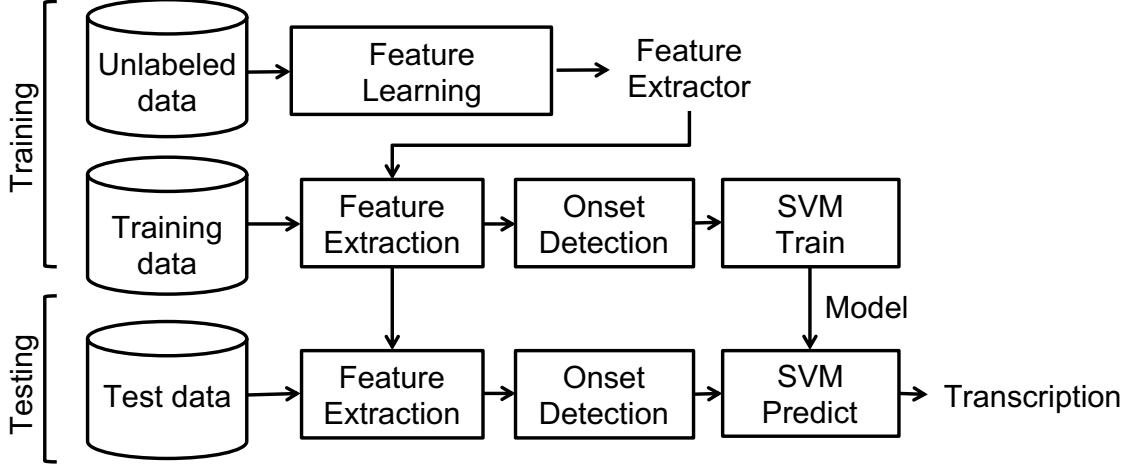 Training
Unlabeled
data
Feature
Learning
Feature
Extractor
Training
data
Feature
Extraction
Onset
Detection
SVM
Train
Model
Testing
Test data
Feature
Extraction
Onset
Detection
SVM
Predict
Transcription